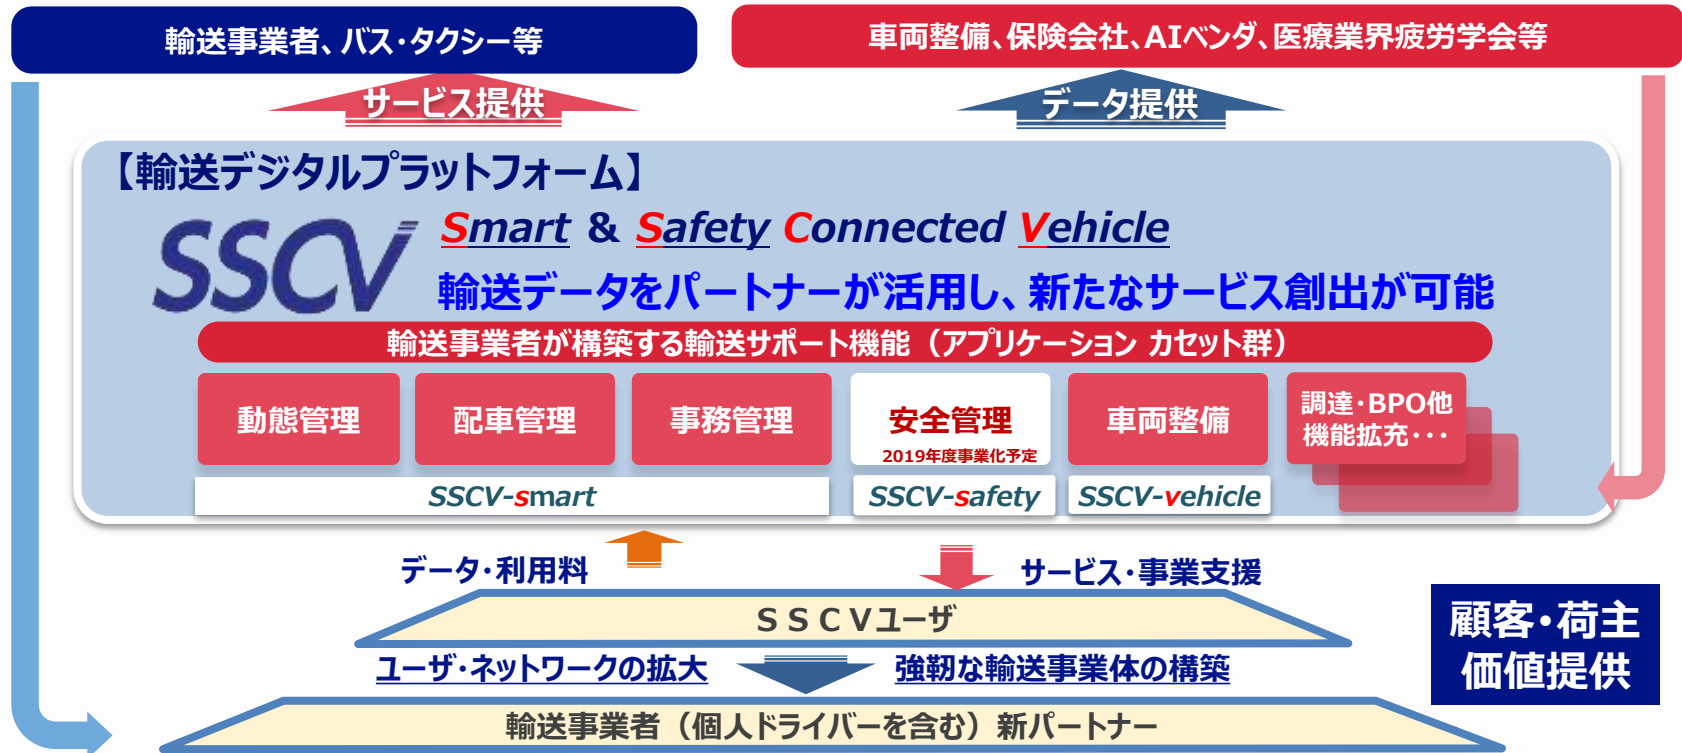 輸送事業者、バス・タクシー等
車両整備、保険会社、AIベンダ、医療業界疲労学会等
サービス提供
データ提供
【輸送デジタルプラットフォーム】
SSCV
Smart & Safety Connected Vehicle
輸送データをパートナーが活用し、新たなサービス創出が可能
輸送事業者が構築する輸送サポート機能（アプリケーション カセット群）
動態管理
配車管理
事務管理
安全管理
2019年度事業化予定
車両整備
調達・BPO他
機能拡充・・・
SSCV-smart
SSCV-safety
SSCV-vehicle
データ・利用料
サービス・事業支援
ＳＳＣＶユーザ
ユーザ・ネットワークの拡大
強靭な輸送事業体の構築
顧客・荷主
価値提供
輸送事業者（個人ドライバーを含む）新パートナー